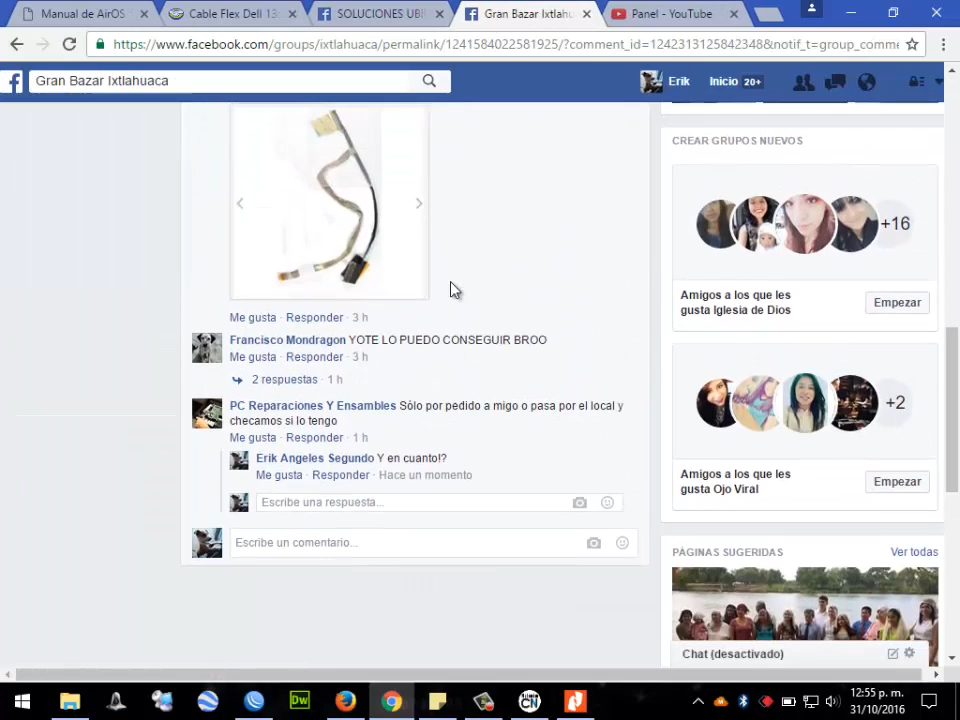 Manual de AirOS
Cable Flex Dell 13
SOLUCIONES UBI
Gran Bazar Ixtlahu
Panel - YouTube
https://www.facebook.com/groups/ixtlahuaca/permalink/1241584022581925/?comment_id=1242313125842348&notif_t=group_comme
Gran Bazar Ixtlahuaca
Erik
Inicio 20+
CREAR GRUPOS NUEVOS
+16
Amigos a los que les
gusta Iglesia de Dios
Empezar
+2
Amigos a los que les
gusta Ojo Viral
Empezar
PÁGINAS SUGERIDAS
Ver todas
Chat (desactivado)
Me gusta · Responder · 3 h
Francisco Mondragon YOTE LO PUEDO CONSEGUIR BROO
Me gusta · Responder · 3 h
2 respuestas · 1 h
PC Reparaciones Y Ensambles Sólo por pedido a migo o pasa por el local y
checamos si lo tengo
Me gusta · Responder · 1 h
Erik Angeles Segundo Y en cuanto!?
Me gusta · Responder · Hace un momento
Escribe una respuesta...
Escribe un comentario...
Dw
CN
12:55 p. m.
31/10/2016